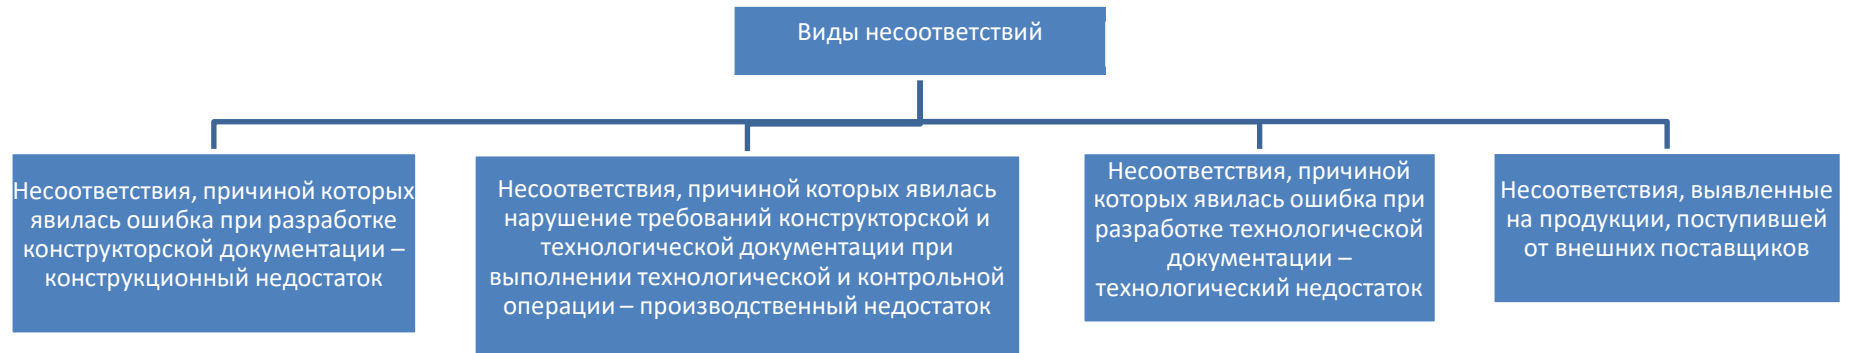 Виды несоответствий
Несоответствия, причиной которых
явилась ошибка при разработке
конструкторской документации –
конструкционный недостаток
Несоответствия, причиной которых явилась
нарушение требований конструкторской и
технологической документации при
выполнении технологической и контрольной
операции – производственный недостаток
Несоответствия, причиной
которых явилась ошибка при
разработке технологической
документации –
технологический недостаток
Несоответствия, выявленные
на продукции, поступившей
от внешних поставщиков